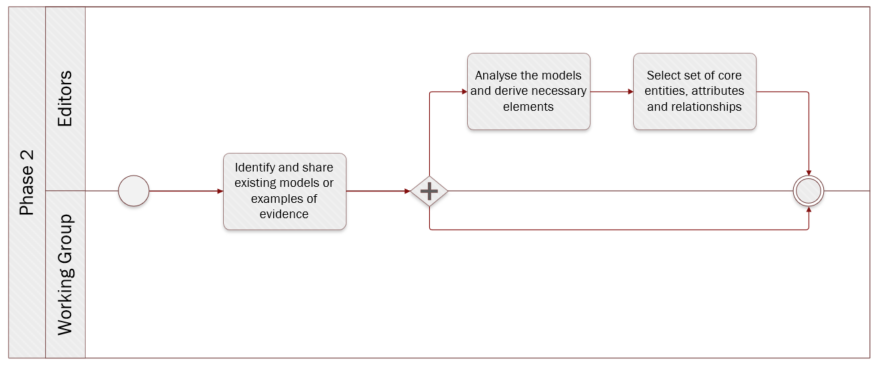 Phase 2
Editors
Working Group
Identify and share
existing models or
examples of
evidence
Analyse the models
and derive necessary
elements
Select set of core
entities, attributes
and relationships